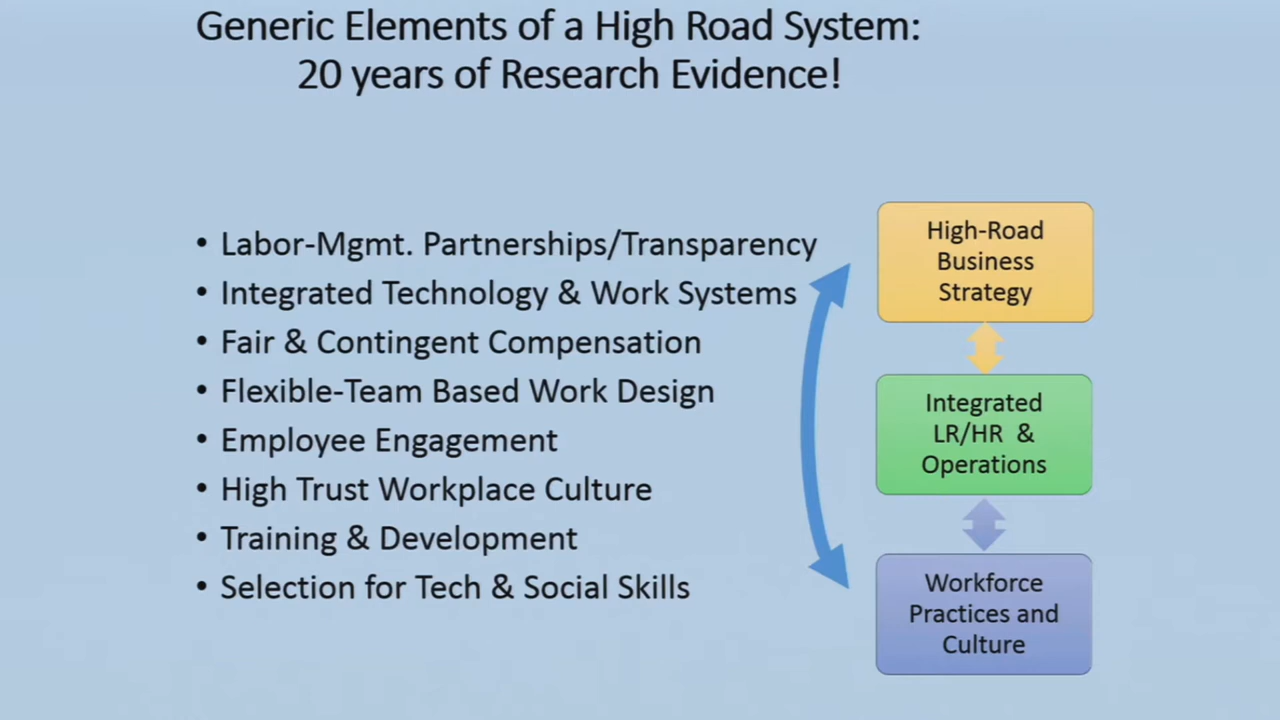 Generic Elements of a High Road System:
20 years of Research Evidence!
• Labor-Mgmt. Partnerships/Transparency
• Integrated Technology & Work Systems
• Fair & Contingent Compensation
• Flexible-Team Based Work Design
• Employee Engagement
• High Trust Workplace Culture
• Training & Development
• Selection for Tech & Social Skills
High-Road
Business
Strategy
Integrated
LR/HR &
Operations
Workforce
Practices and
Culture